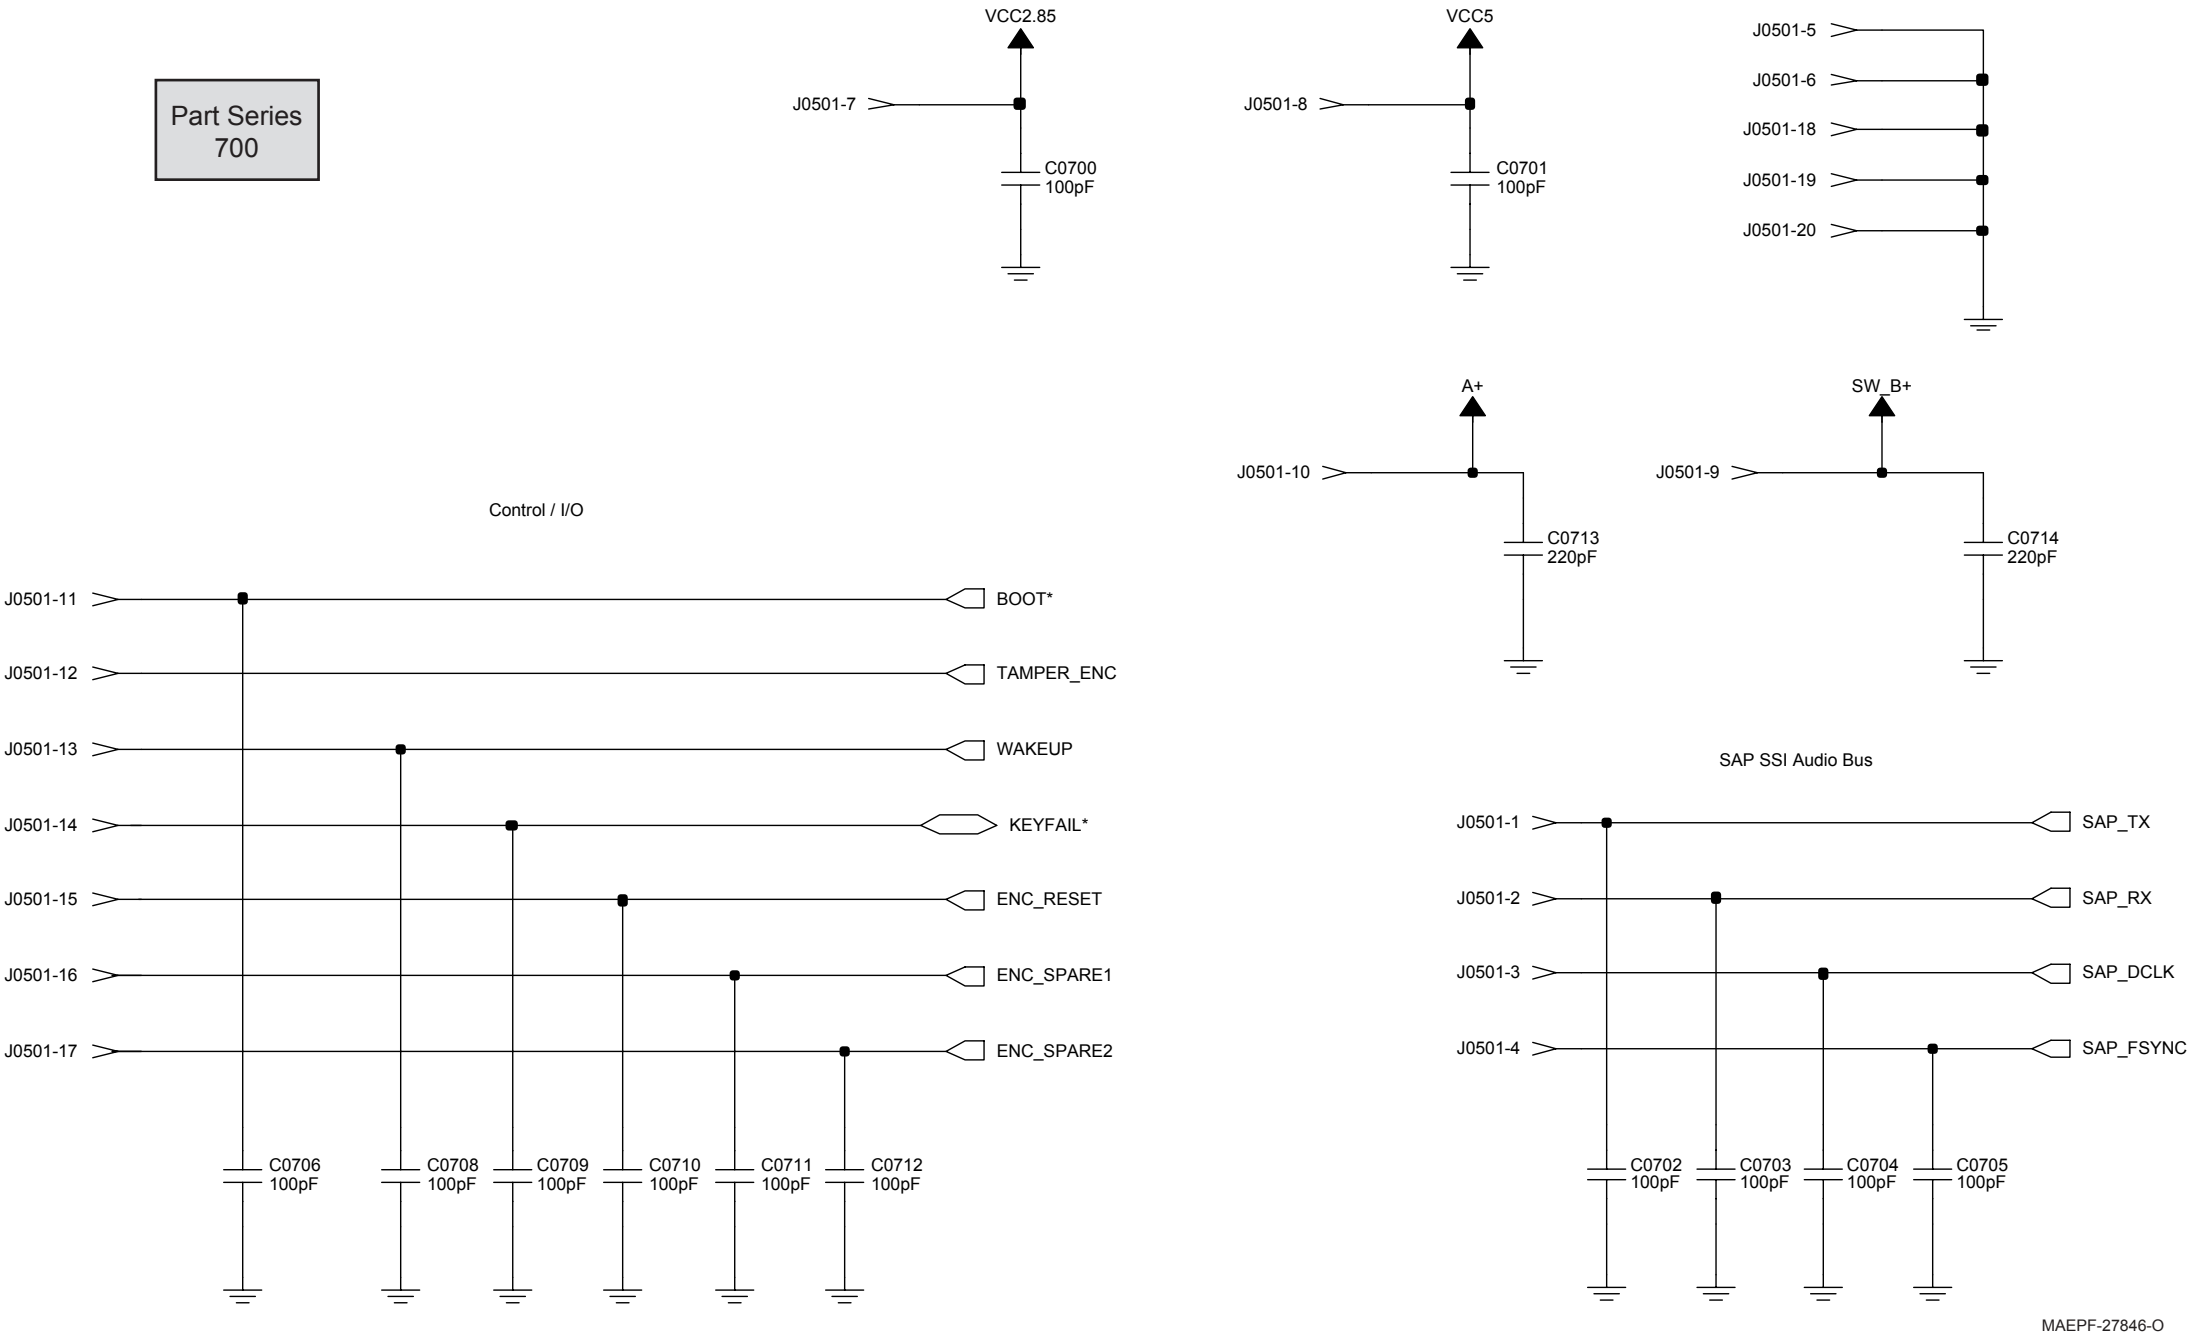 VCC2.85
VCC5
J0501-5
J0501-6
J0501-18
J0501-19
J0501-20
Part Series
700
J0501-7
C0700
100pF
J0501-8
C0701
100pF
A+
SW_B+
J0501-10
J0501-9
C0713
220pF
C0714
220pF
Control / I/O
J0501-11
BOOT*
J0501-12
TAMPER_ENC
J0501-13
WAKEUP
J0501-14
KEYFAIL*
J0501-15
ENC_RESET
J0501-16
ENC_SPARE1
J0501-17
ENC_SPARE2
C0706
100pF
C0708
100pF
C0709
100pF
C0710
100pF
C0711
100pF
C0712
100pF
SAP SSI Audio Bus
J0501-1
SAP_TX
J0501-2
SAP_RX
J0501-3
SAP_DCLK
J0501-4
SAP_FSYNC
C0702
100pF
C0703
100pF
C0704
100pF
C0705
100pF
MAEPF-27846-O